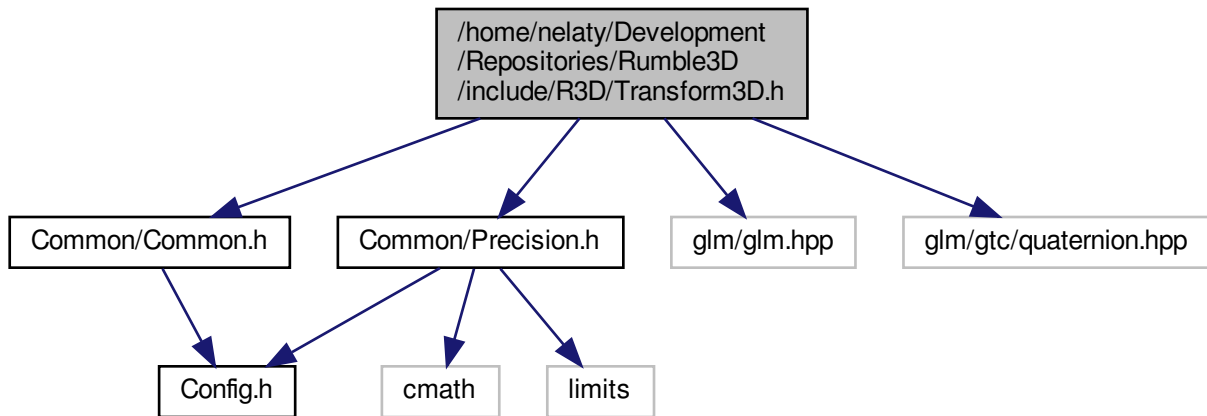 /home/nelaty/Development
/Repositories/Rumble3D
/include/R3D/Transform3D.h
Common/Common.h
Common/Precision.h
glm/glm.hpp
glm/gtc/quaternion.hpp
Config.h
cmath
limits